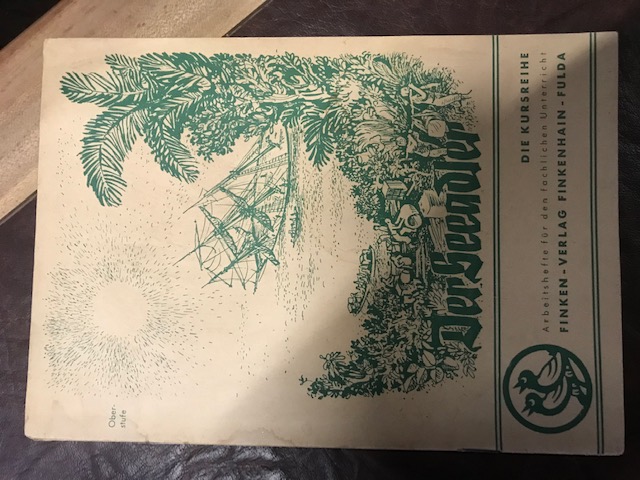 Ober-
stufe
Der Seeadler
DIE KURSREIHE
Arbeitshefte für den fachlichen Unterricht
FINKEN-VERLAG FINKENHAIN-FULDA